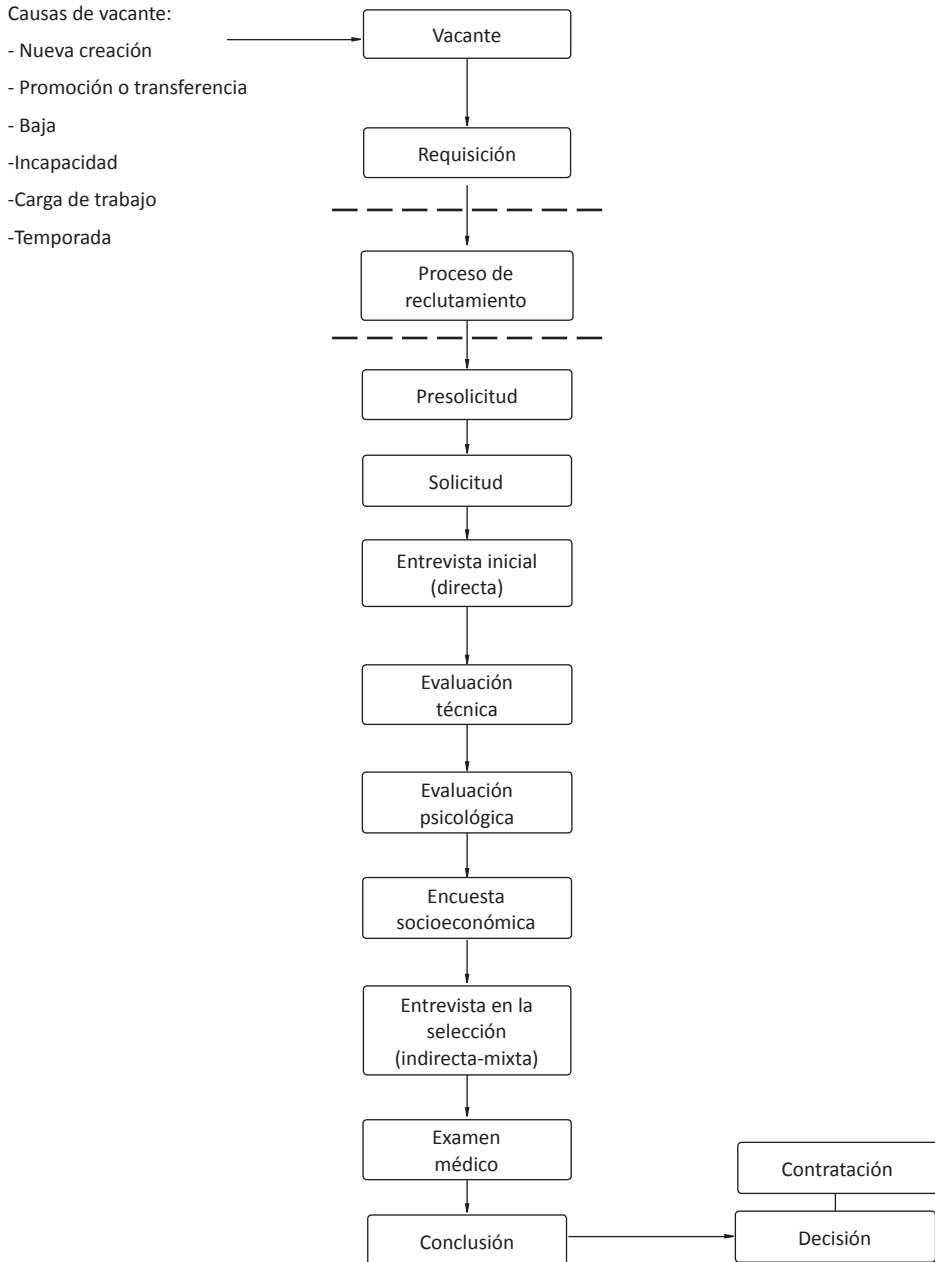 Causas de vacante:
- Nueva creación
- Promoción o transferencia
- Baja
-Incapacidad
-Carga de trabajo
-Temporada
Vacante
Requisición
Proceso de
reclutamiento
Presolicitud
Solicitud
Entrevista inicial
(directa)
Evaluación
técnica
Evaluación
psicológica
Encuesta
socioeconómica
Entrevista en la
selección
(indirecta-mixta)
Examen
médico
Conclusión
Contratación
Decisión